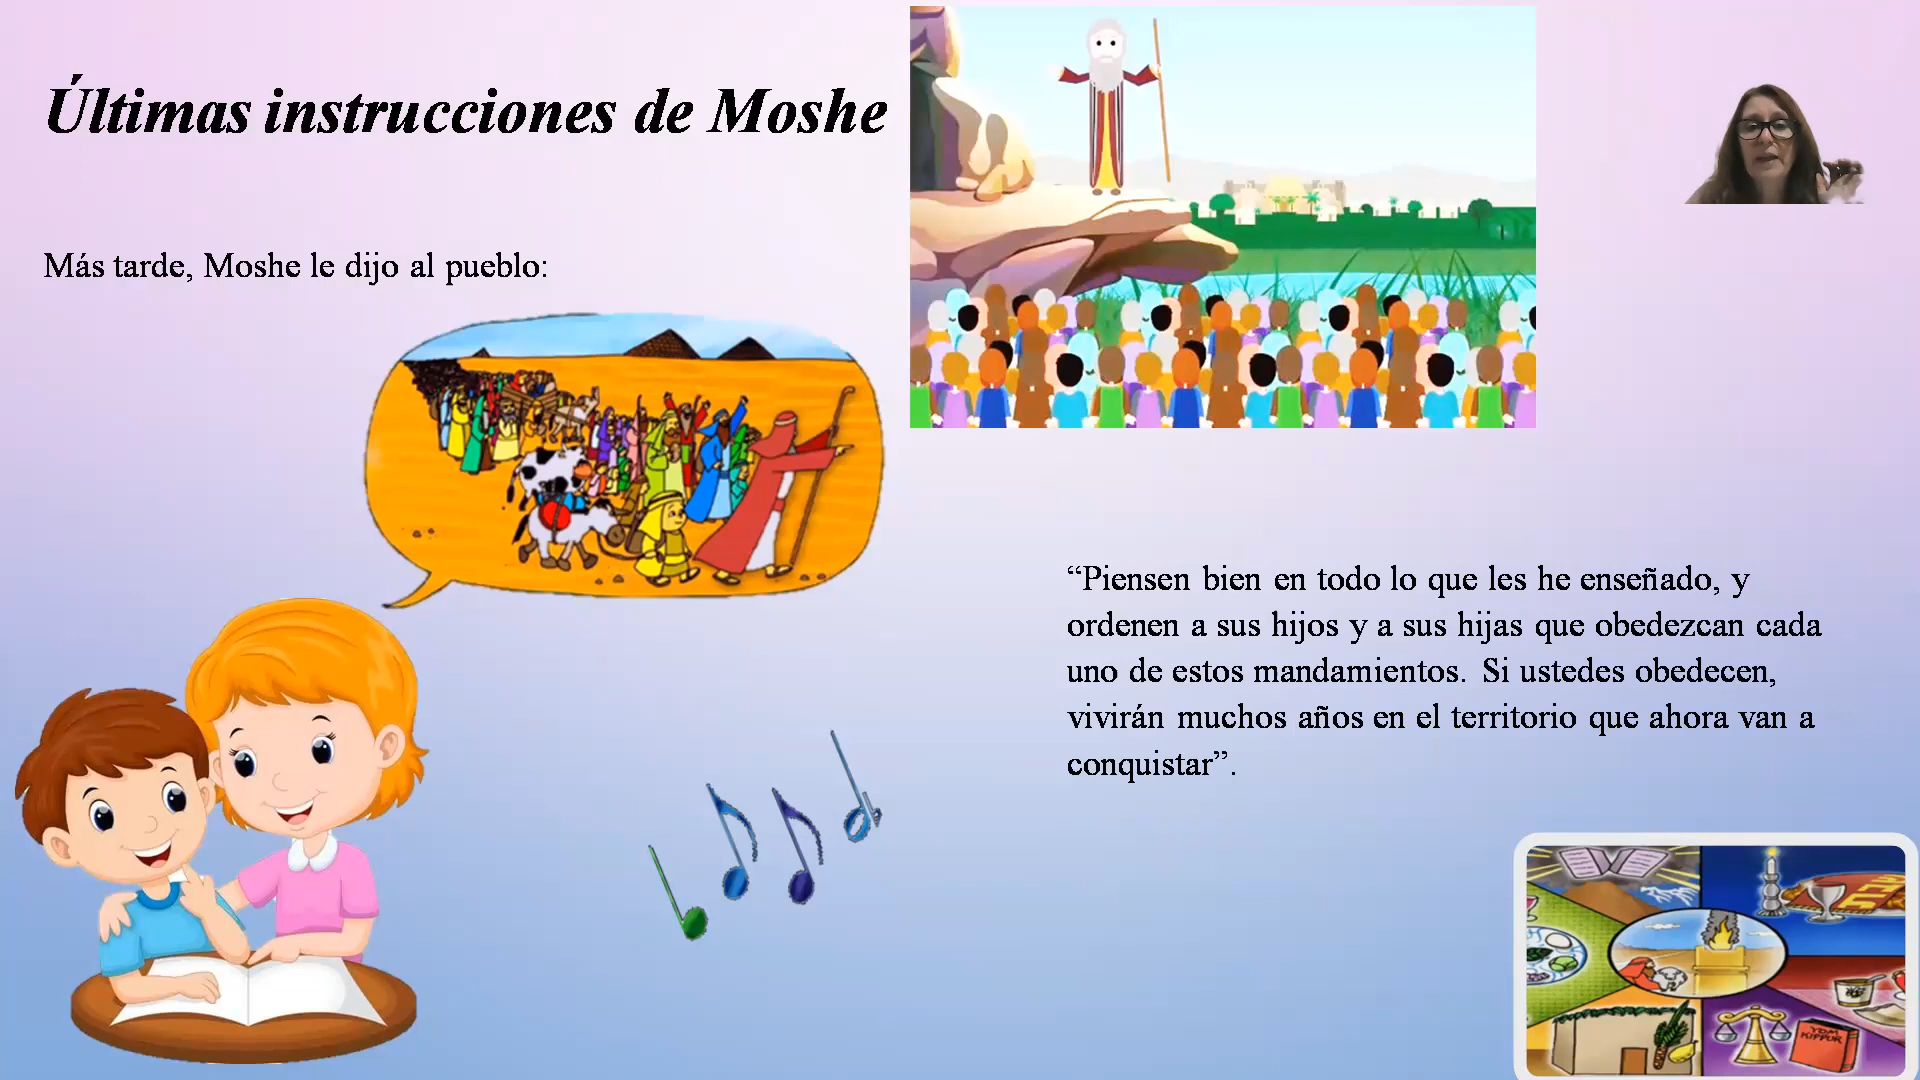 Últimas instrucciones de Moshe
Más tarde, Moshe le dijo al pueblo:
“Piensen bien en todo lo que les he enseñado, y
ordenen a sus hijos y a sus hijas que obedezcan cada
uno de estos mandamientos. Si ustedes obedecen,
vivirán muchos años en el territorio que ahora van a
conquistar”.
YOM
KIPPUR